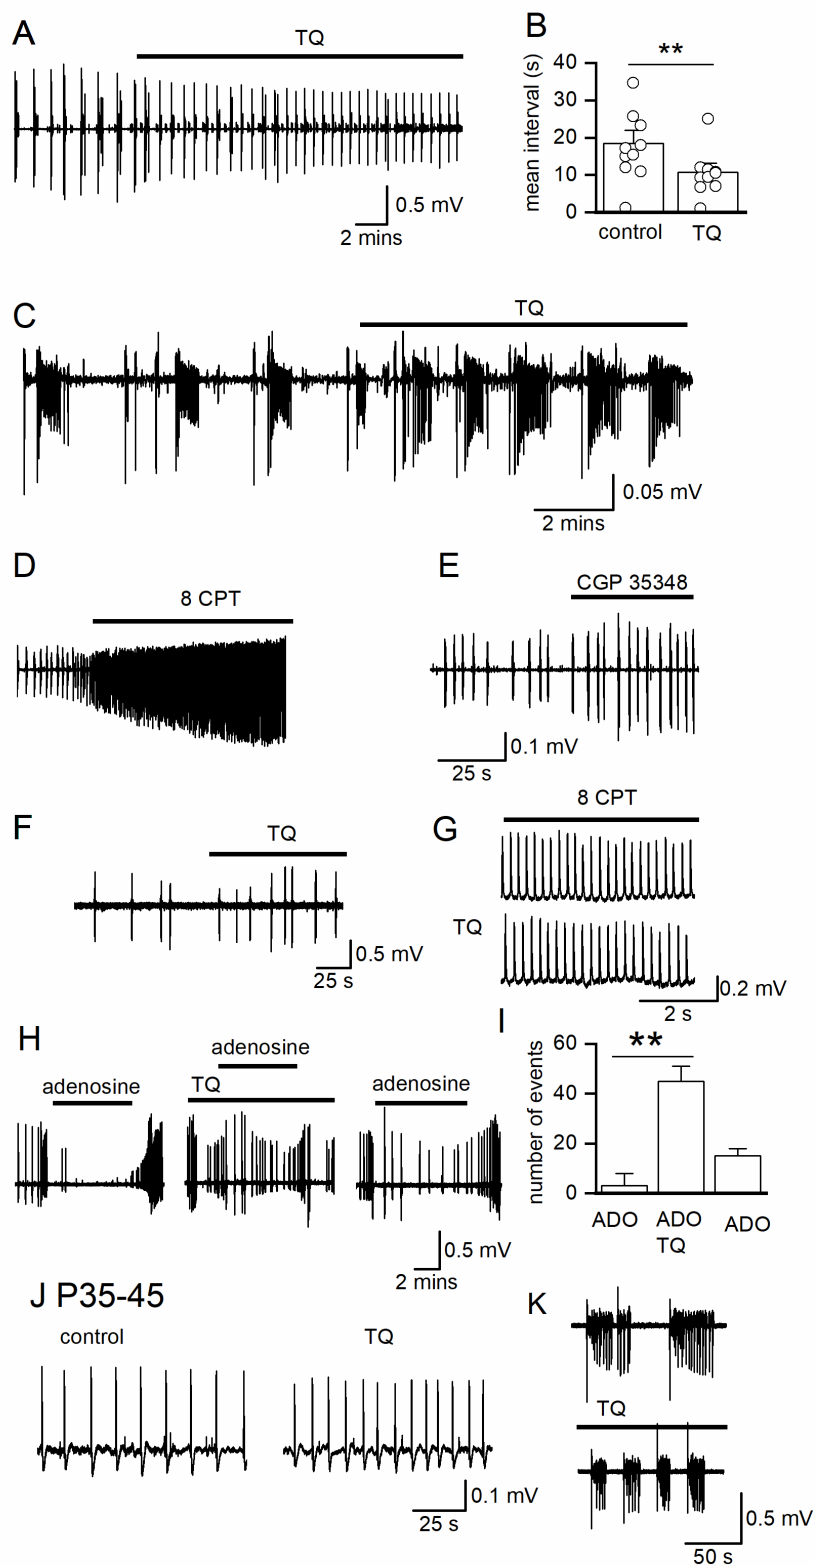 A
TQ
0.5 mV
2 mins
B
**
mean interval (s)
40
30
20
10
0
control
TQ
C
TQ
0.05 mV
2 mins
D
8 CPT
E
CGP 35348
0.1 mV
25 s
F
TQ
0.5 mV
25 s
G
8 CPT
TQ
0.2 mV
2 s
H
adenosine
adenosine
TQ
adenosine
0.5 mV
2 mins
I
**
number of events
60
40
20
0
ADO
ADO
TQ
ADO
J P35-45
control
TQ
0.1 mV
25 s
K
TQ
0.5 mV
50 s